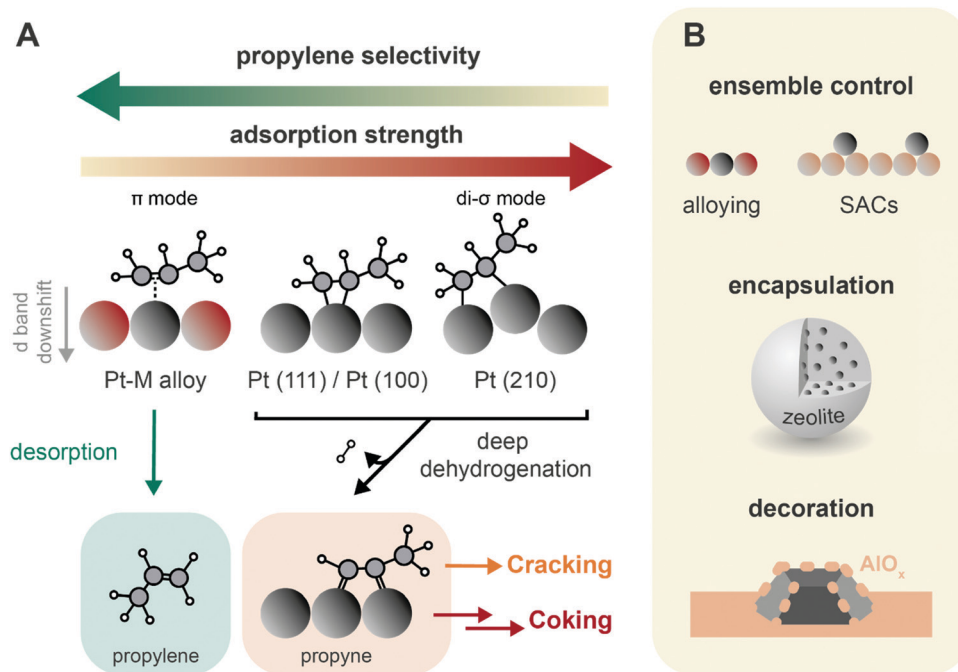 A
propylene selectivity
adsorption strength
π mode
di-σ mode
d band
downshift
Pt-M alloy
Pt (111) / Pt (100)
Pt (210)
desorption
deep
dehydrogenation
propylene
propyne
Cracking
Coking
B
ensemble control
alloying
SACs
encapsulation
zeolite
decoration
AlOₓ